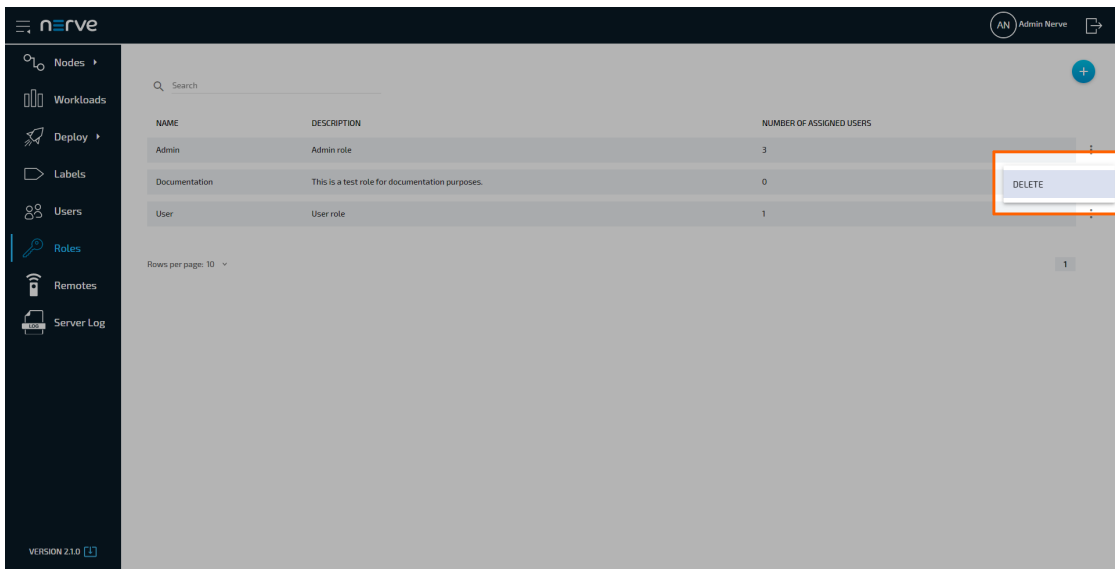 nerve
AN Admin Nerve
Nodes
Workloads
Deploy
Labels
Users
Roles
Remotes
LOG Server Log
VERSION 2.1.0
Search
NAME DESCRIPTION NUMBER OF ASSIGNED USERS
Admin Admin role 3
Documentation This is a test role for documentation purposes. 0
DELETE
User User role 1
Rows per page: 10
1